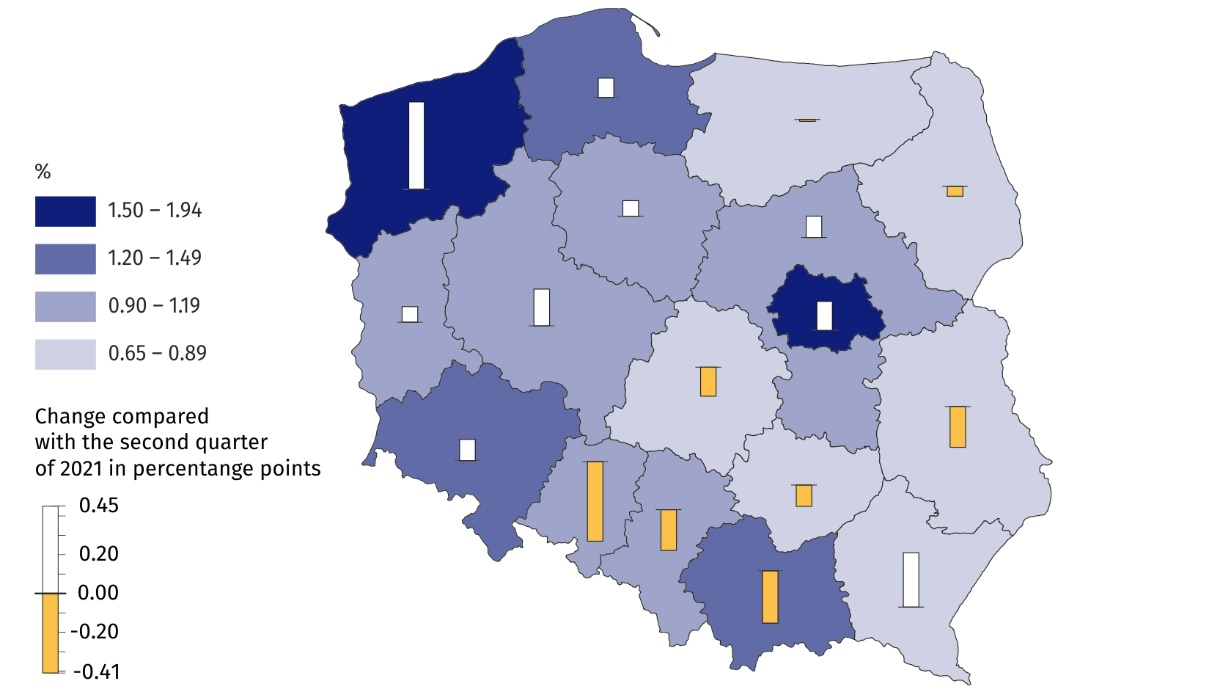 %
1.50 – 1.94
1.20 – 1.49
0.90 – 1.19
0.65 – 0.89
Change compared
with the second quarter
of 2021 in percentange points
0.45
0.20
0.00
-0.20
-0.41